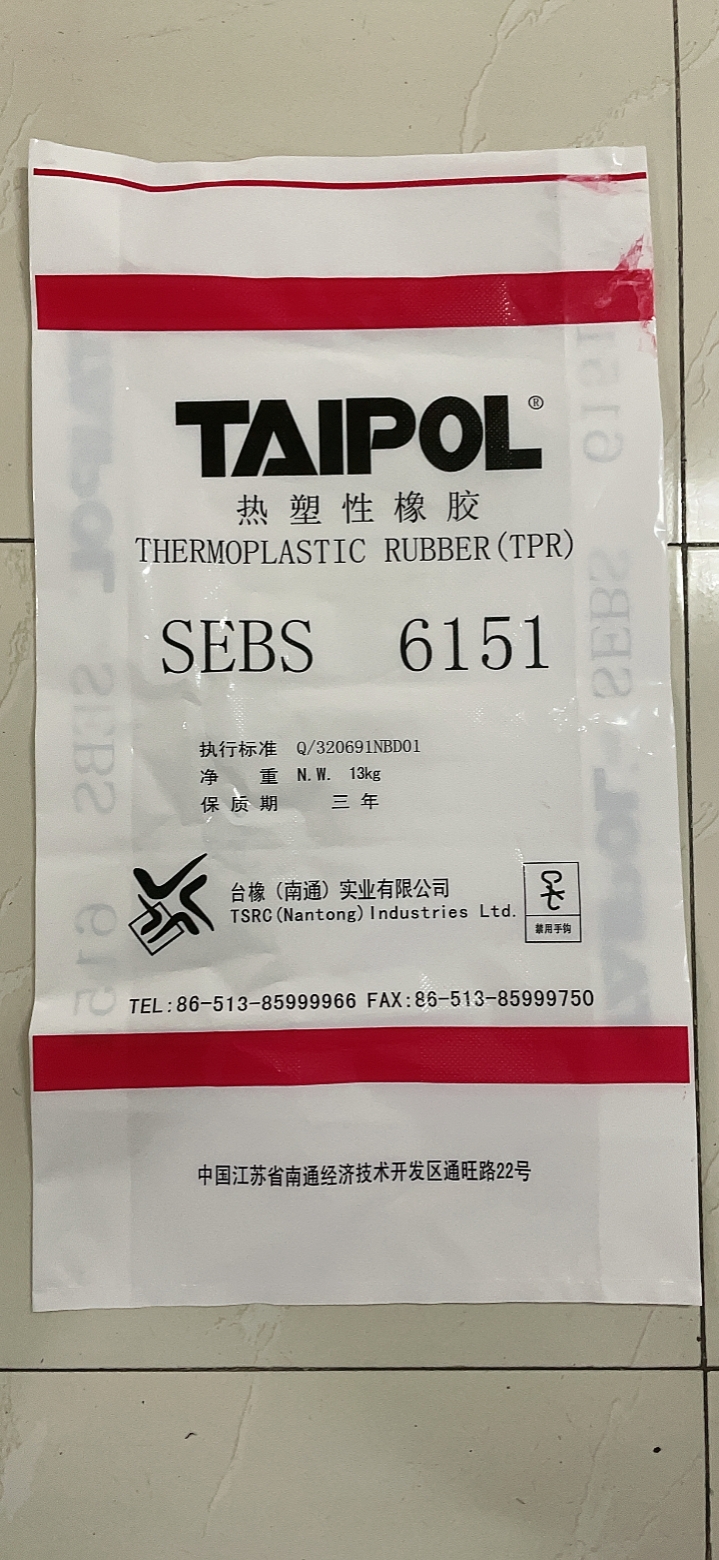 TAIPOL®
热塑性橡胶
THERMOPLASTIC RUBBER(TPR)
SEBS 6151
执行标准 Q/320691NBD01
净 重 N.W. 13kg
保质期 三年
台橡（南通）实业有限公司
TSRC(Nantong)Industries Ltd.
禁用手钩
TEL:86-513-85999966 FAX:86-513-85999750
中国江苏省南通经济技术开发区通旺路22号